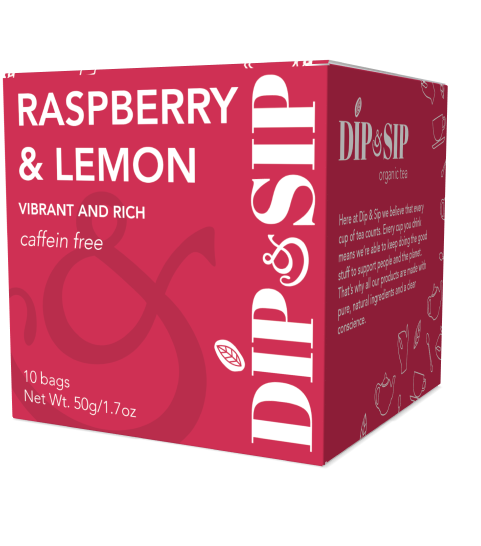 RASPBERRY
& LEMON
VIBRANT AND RICH
caffein free
10 bags
Net Wt. 50g/1.7oz
DIP&SIP
DIP&SIP
organic tea
Here at Dip & Sip we believe that every
cup of tea counts. Every cup you drink
means we're able to keep doing the good
stuff to support people and the planet.
That's why all our products are made with
pure, natural ingredients and a clear
conscience.